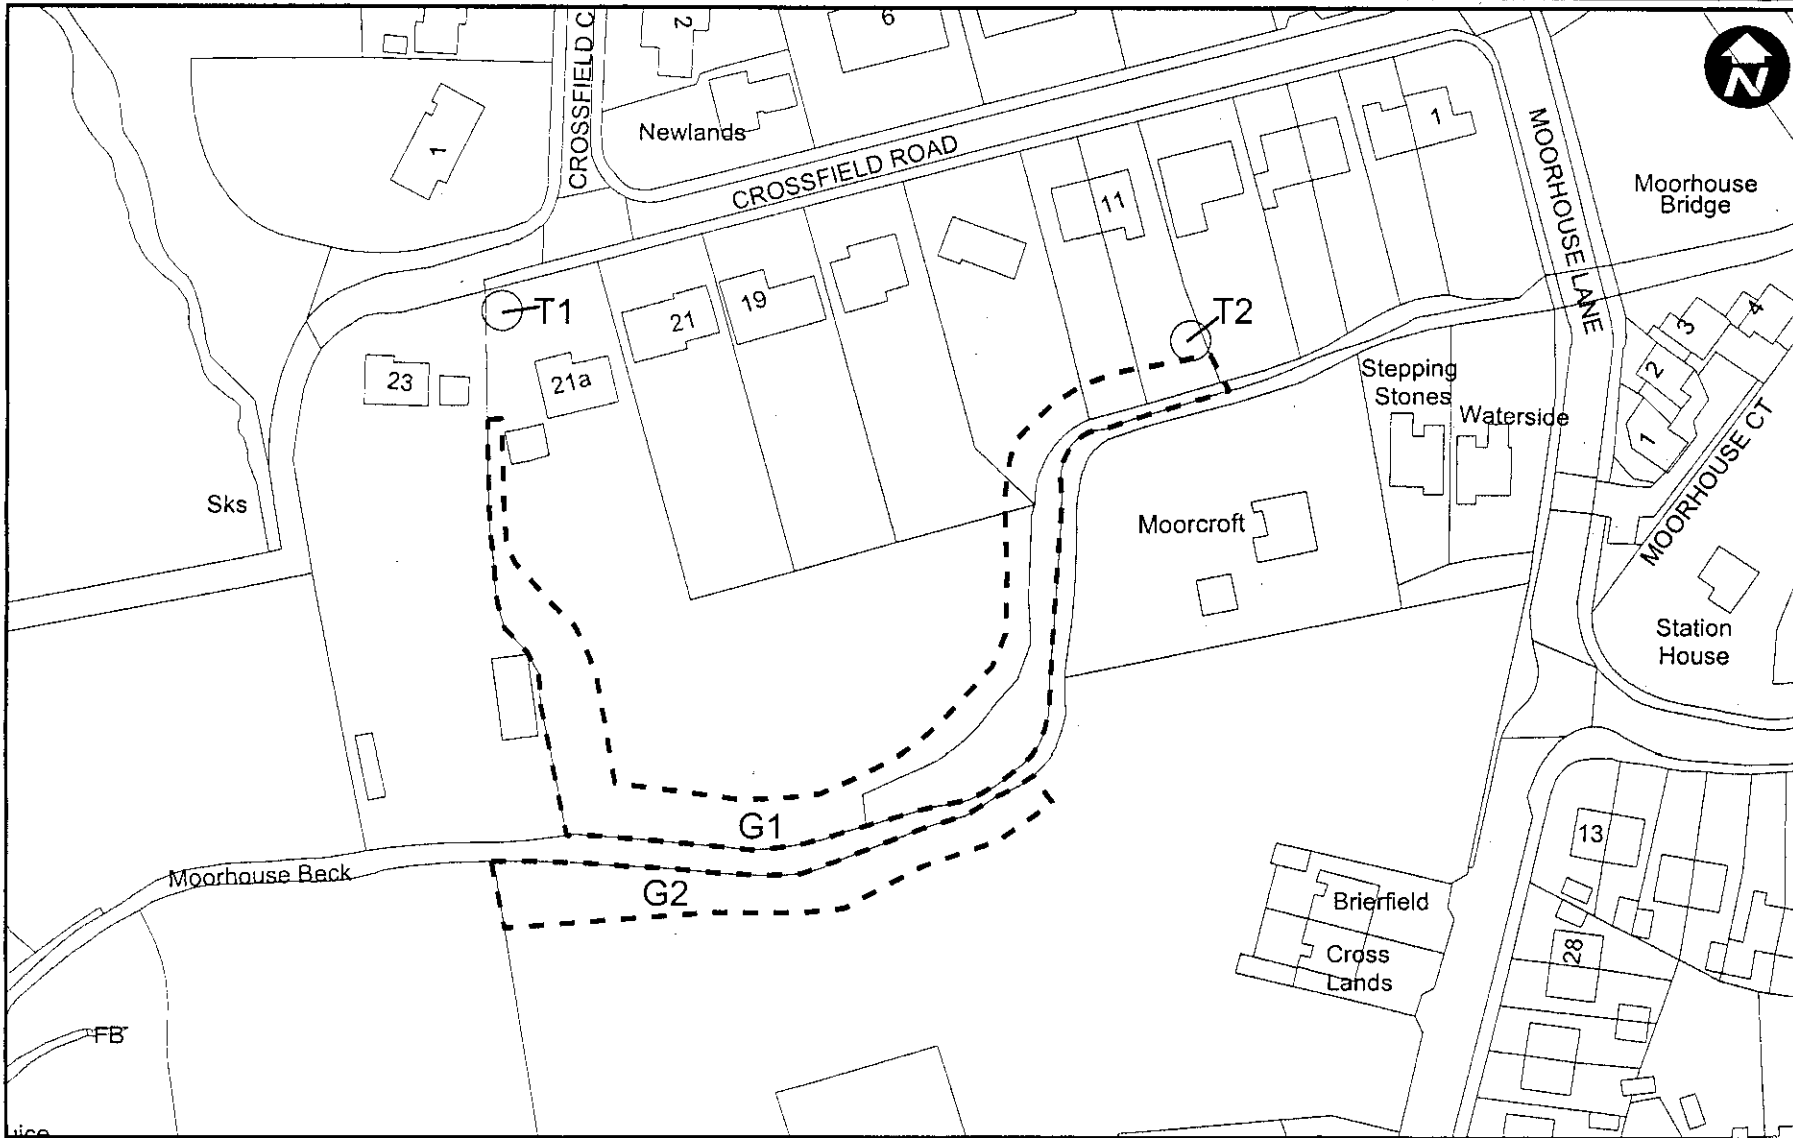 2
6
N
CROSSFIELD C
1
Newlands
CROSSFIELD ROAD
1
MOORHOUSE LANE
Moorhouse
Bridge
11
T1
21
19
T2
23
21a
Stepping
Stones
Waterside
4
3
2
1
MOORHOUSE CT
Sks
Moorcroft
Station
House
G1
13
Moorhouse Beck
G2
Brierfield
Cross
Lands
28
FB